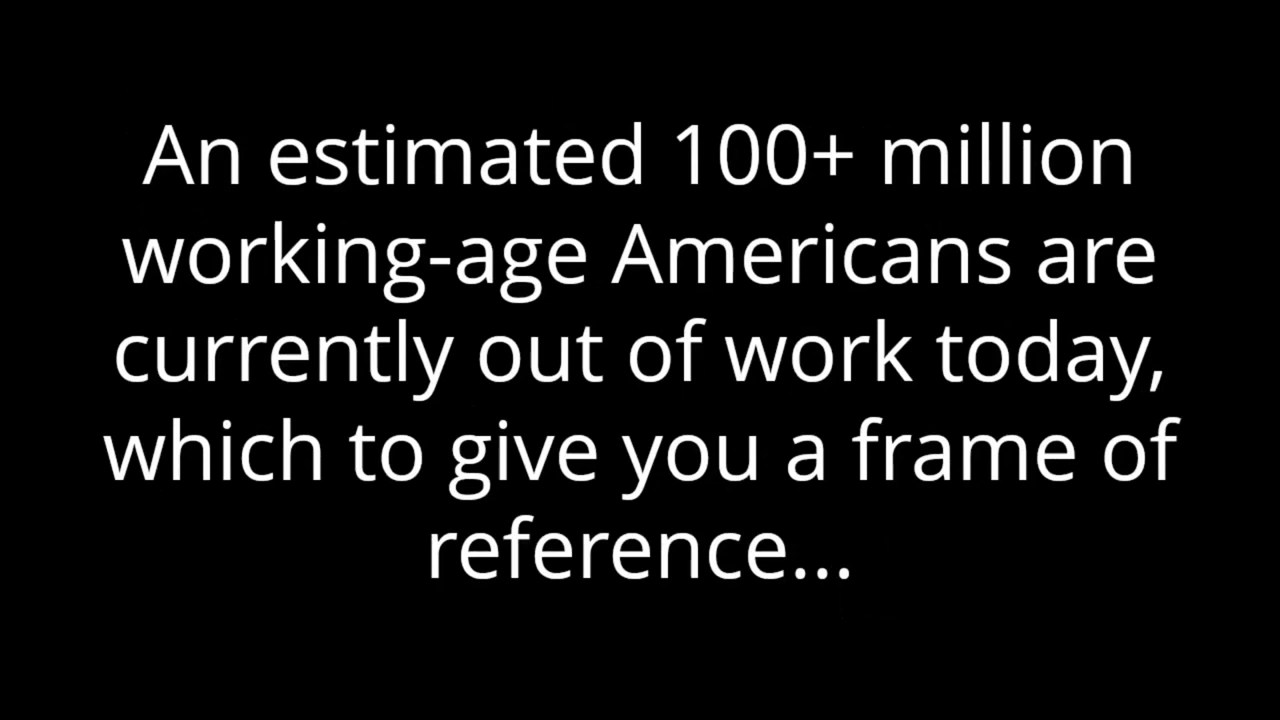 An estimated 100+ million
working-age Americans are
currently out of work today,
which to give you a frame of
reference...